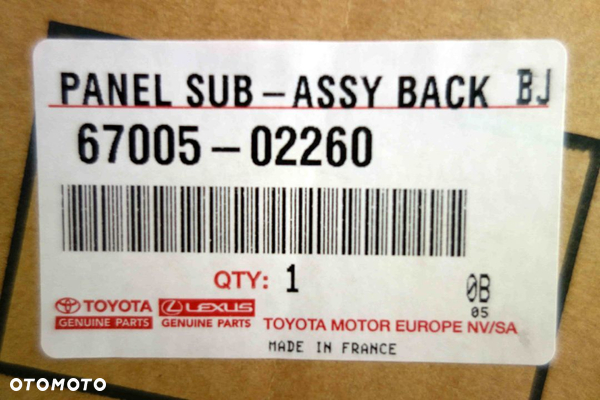 PANEL SUB-ASSY BACK BJ
67005-02260
QTY: 1
0B
05
TOYOTA
GENUINE PARTS
LEXUS
GENUINE PARTS
TOYOTA MOTOR EUROPE NV/SA
MADE IN FRANCE
OTOMOTO